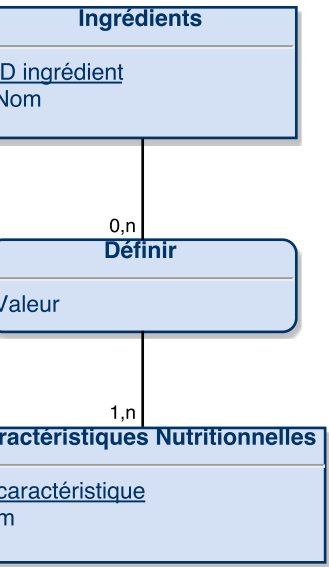 Ingrédients
D ingrédient
Nom
0,n
Définir
Valeur
1,n
ractéristiques Nutritionnelles
caractéristique
m